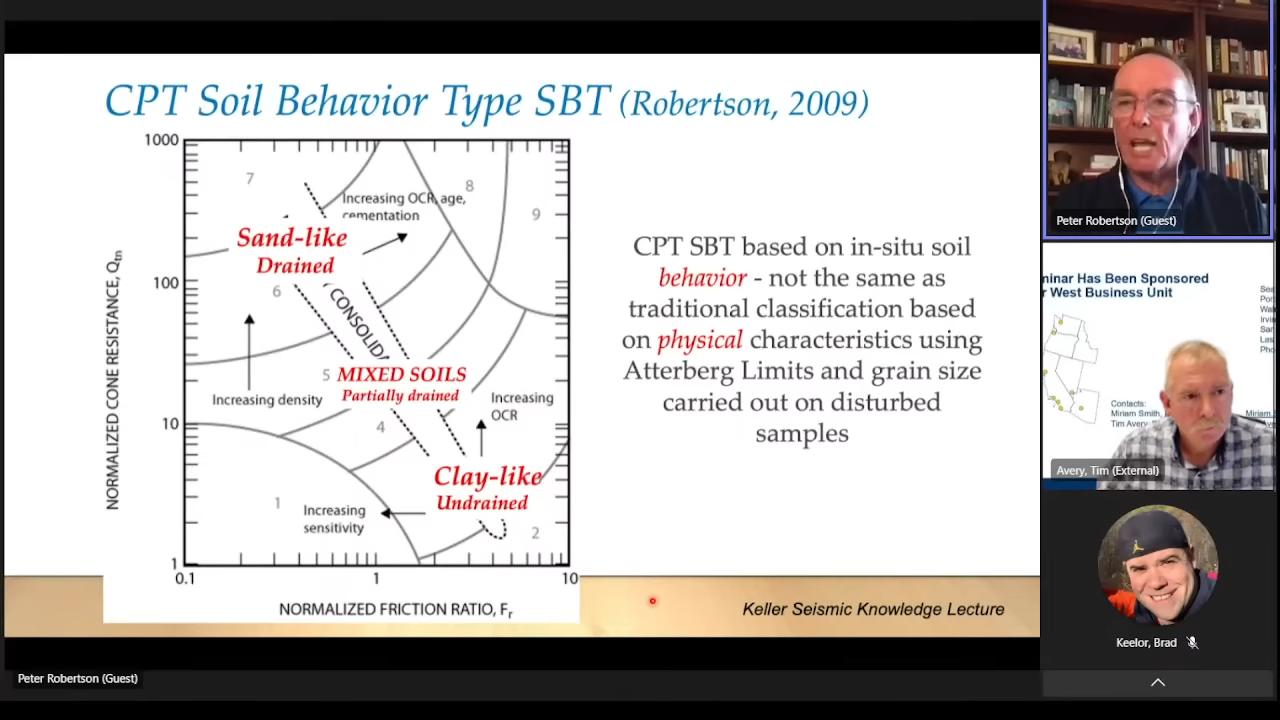 CPT Soil Behavior Type SBT (Robertson, 2009)
1000
100
10
1
0.1
1
10
NORMALIZED CONE RESISTANCE, Qtn
NORMALIZED FRICTION RATIO, Fr
7
8
9
Increasing OCR, age,
cementation
Sand-like
Drained
6
CONSOLIDA
5
MIXED SOILS
Partially drained
Increasing density
Increasing
OCR
4
Clay-like
Undrained
1
Increasing
sensitivity
2
CPT SBT based on in-situ soil
behavior - not the same as
traditional classification based
on physical characteristics using
Atterberg Limits and grain size
carried out on disturbed
samples
Keller Seismic Knowledge Lecture
Peter Robertson (Guest)
Peter Robertson (Guest)
ninar Has Been Sponsored
r West Business Unit
Contacts:
Miriam Smith,
Tim Avery,
Miriam.
Avery, Tim (External)
Keelor, Brad